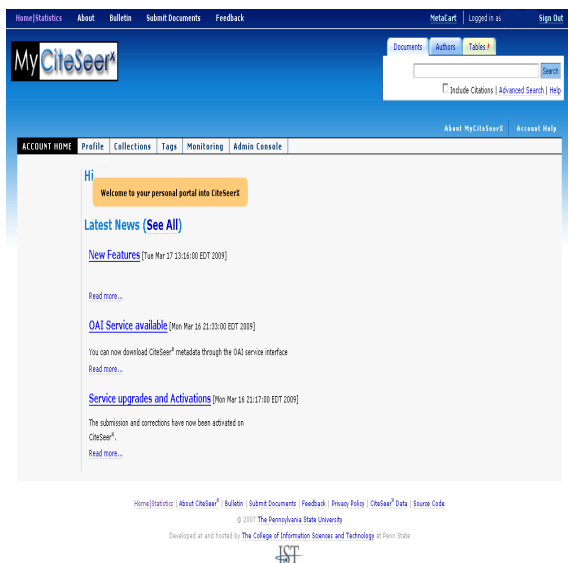 Home|Statistics About Bulletin Submit Documents Feedback MetaCart Logged in as Sign Out
MyCiteSeerX
Documents Authors Tables!
Search
Include Citations | Advanced Search | Help
About MyCiteSeerX Account Help
ACCOUNT HOME Profile Collections Tags Monitoring Admin Console
Hi
Welcome to your personal portal into CiteSeerX
Latest News (See All)
New Features [Tue Mar 17 13:16:00 EDT 2009]
Read more...
OAI Service available [Mon Mar 16 21:33:00 EDT 2009]
You can now download CiteSeerX metadata through the OAI service interface
Read more...
Service upgrades and Activations [Mon Mar 16 21:17:00 EDT 2009]
The submission and corrections have now been activated on
CiteSeerX.
Read more...
Home|Statistics | About CiteSeerX | Bulletin | Submit Documents | Feedback | Privacy Policy | CiteSeerX Data | Source Code
© 2007 The Pennsylvania State University
Developed at and hosted by The College of Information Sciences and Technology at Penn State
IST